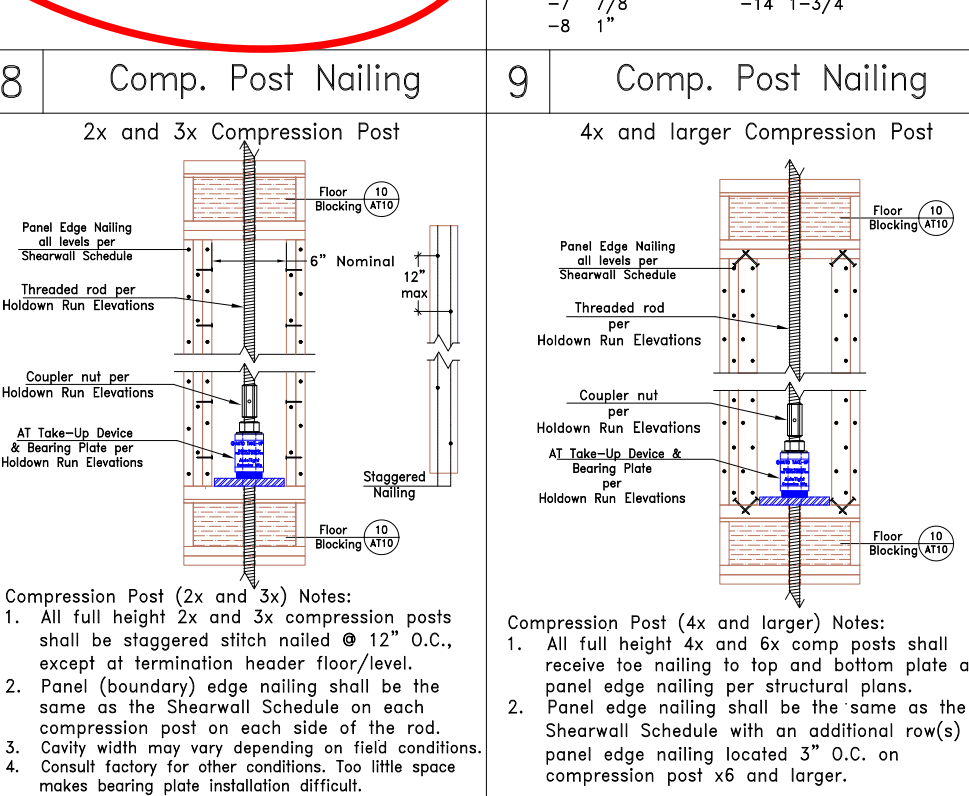 -7 7/8
-14 1-3/4
-8 1"
8 Comp. Post Nailing
2x and 3x Compression Post
Floor
Blocking
10
AT10
Panel Edge Nailing
all levels per
Shearwall Schedule
6" Nominal
12"
max
Threaded rod per
Holdown Run Elevations
Coupler nut per
Holdown Run Elevations
AT Take-Up Device
& Bearing Plate per
Holdown Run Elevations
Staggered
Nailing
Floor
Blocking
10
AT10
Compression Post (2x and 3x) Notes:
1. All full height 2x and 3x compression posts
shall be staggered stitch nailed @ 12" O.C.,
except at termination header floor/level.
2. Panel (boundary) edge nailing shall be the
same as the Shearwall Schedule on each
compression post on each side of the rod.
3. Cavity width may vary depending on field conditions.
4. Consult factory for other conditions. Too little space
makes bearing plate installation difficult.
9 Comp. Post Nailing
4x and larger Compression Post
Floor
Blocking
10
AT10
Panel Edge Nailing
all levels per
Shearwall Schedule
Threaded rod
per
Holdown Run Elevations
Coupler nut
per
Holdown Run Elevations
AT Take-Up Device &
Bearing Plate
per
Holdown Run Elevations
Floor
Blocking
10
AT10
Compression Post (4x and larger) Notes:
1. All full height 4x and 6x comp posts shall
receive toe nailing to top and bottom plate a
panel edge nailing per structural plans.
2. Panel edge nailing shall be the same as the
Shearwall Schedule with an additional row(s)
panel edge nailing located 3" O.C. on
compression post x6 and larger.